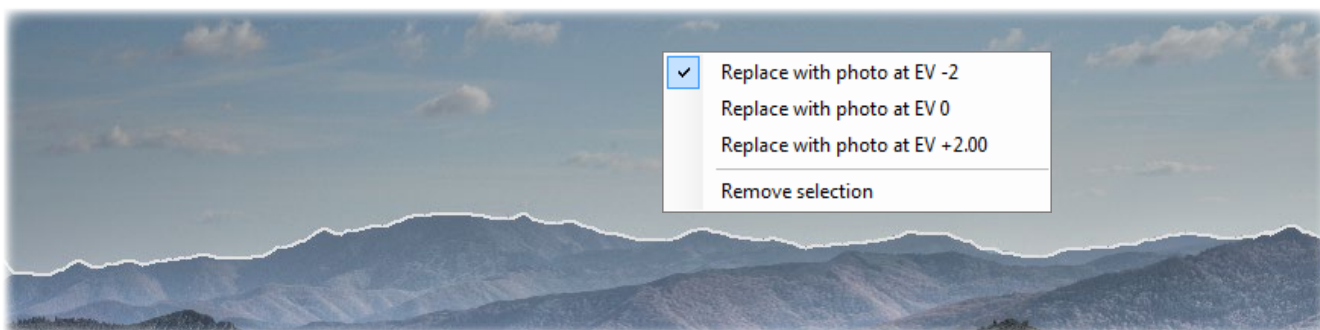 Replace with photo at EV -2
Replace with photo at EV 0
Replace with photo at EV +2.00
Remove selection